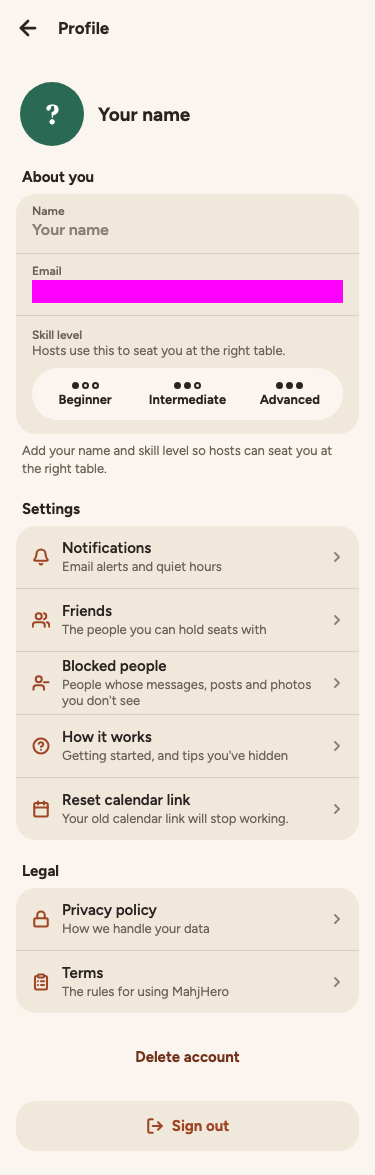 Profile
?
Your name
About you
Name
Your name
Email
Skill level
Hosts use this to seat you at the right table.
Beginner
Intermediate
Advanced
Add your name and skill level so hosts can seat you at
the right table.
Settings
Notifications
Email alerts and quiet hours
Friends
The people you can hold seats with
Blocked people
People whose messages, posts and photos
you don't see
How it works
Getting started, and tips you've hidden
Reset calendar link
Your old calendar link will stop working.
Legal
Privacy policy
How we handle your data
Terms
The rules for using MahjHero
Delete account
Sign out